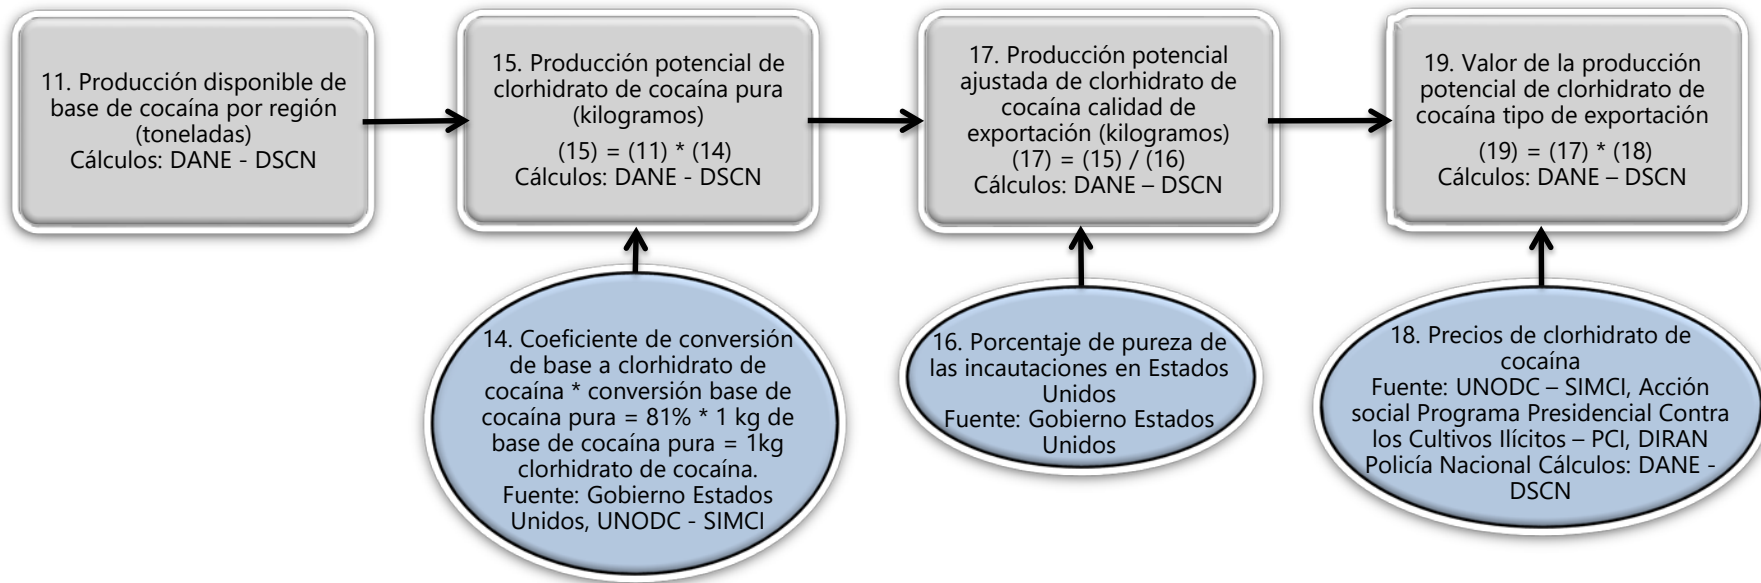 11. Producción disponible de
base de cocaína por región
(toneladas)
Cálculos: DANE - DSCN
15. Producción potencial de
clorhidrato de cocaína pura
(kilogramos)
(15) = (11) * (14)
Cálculos: DANE - DSCN
17. Producción potencial
ajustada de clorhidrato de
cocaína calidad de
exportación (kilogramos)
(17) = (15) / (16)
Cálculos: DANE – DSCN
19. Valor de la producción
potencial de clorhidrato de
cocaína tipo de exportación
(19) = (17) * (18)
Cálculos: DANE – DSCN
14. Coeficiente de conversión
de base a clorhidrato de
cocaína * conversión base de
cocaína pura = 81% * 1 kg de
base de cocaína pura = 1kg
clorhidrato de cocaína.
Fuente: Gobierno Estados
Unidos, UNODC - SIMCI
16. Porcentaje de pureza de
las incautaciones en Estados
Unidos
Fuente: Gobierno Estados
Unidos
18. Precios de clorhidrato de
cocaína
Fuente: UNODC – SIMCI, Acción
social Programa Presidencial Contra
los Cultivos Ilícitos – PCI, DIRAN
Policía Nacional Cálculos: DANE -
DSCN